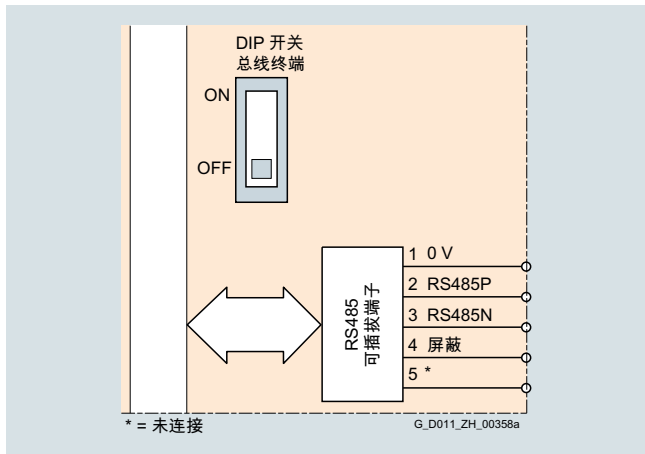 DIP 开关
总线终端
ON
OFF
RS485
可插拔端子
1 0 V
2 RS485P
3 RS485N
4 屏蔽
5 *
* = 未连接
G_D011_ZH_00358a